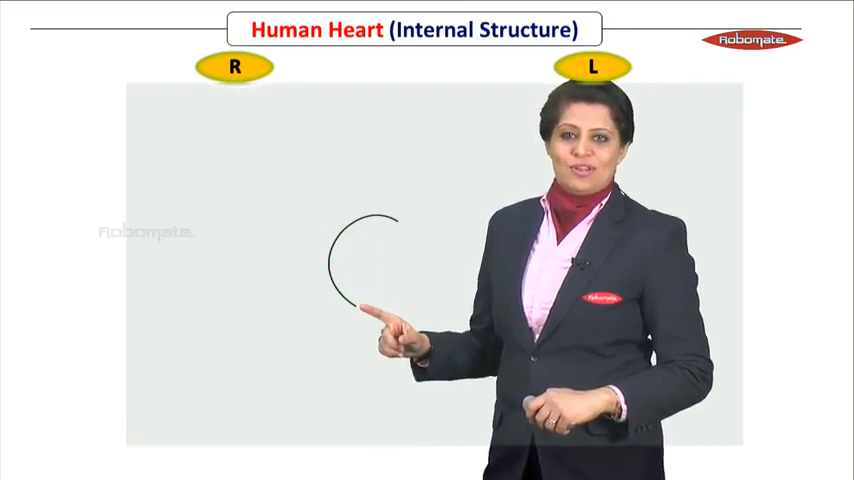 Human Heart (Internal Structure)
Robomate
R
L
Robomate
Robomate